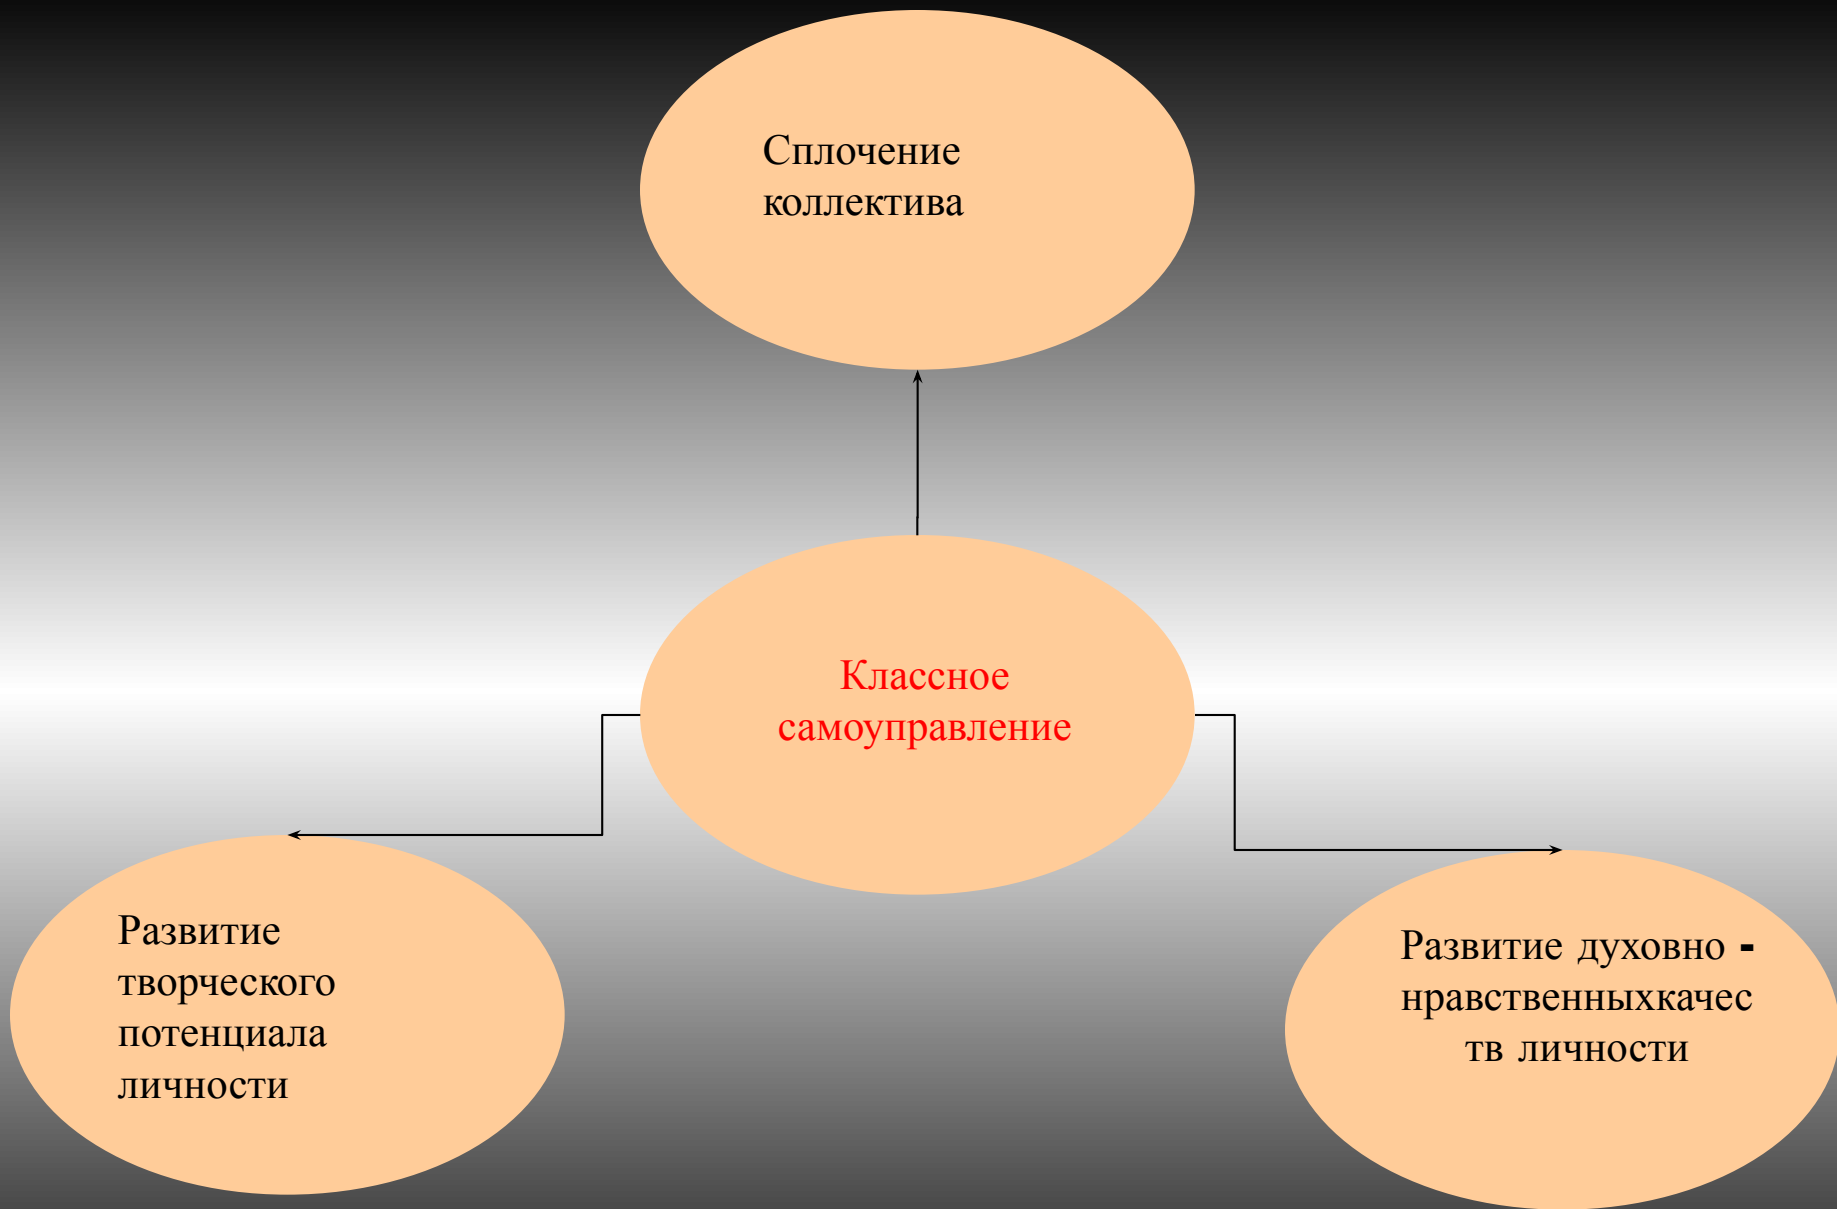 Сплочение
коллектива
Классное
самоуправление
Развитие
творческого
потенциала
личности
Развитие духовно -
нравственныхкачес
тв личности